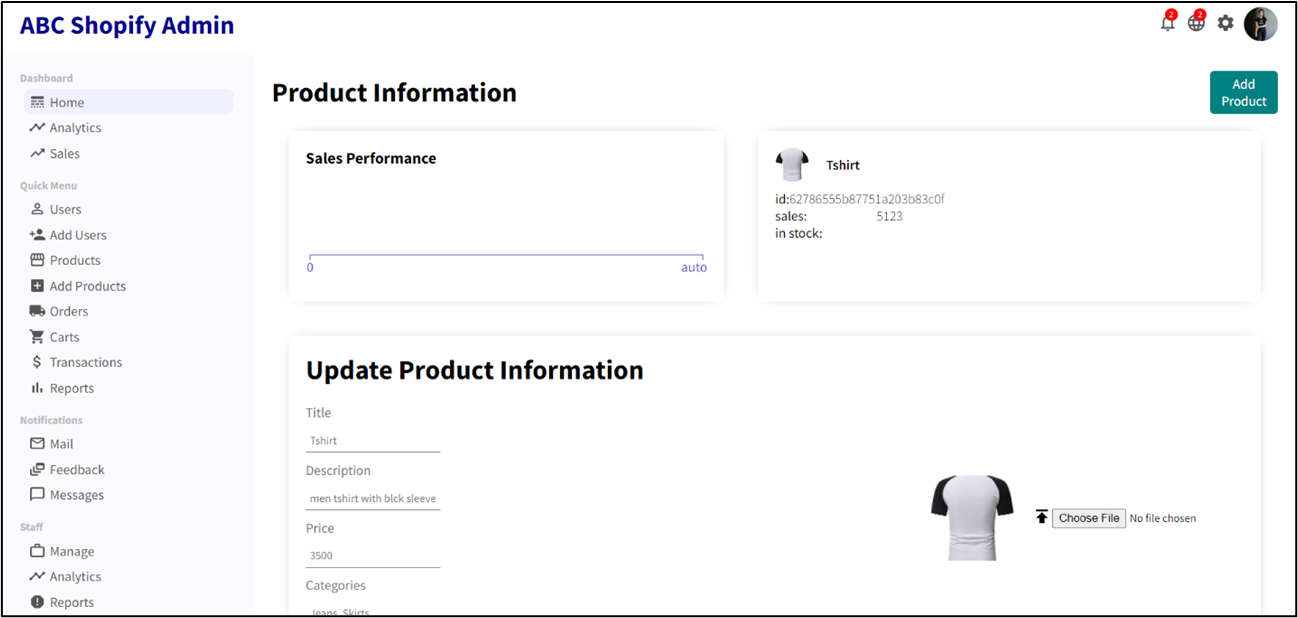 ABC Shopify Admin
2
2
Dashboard
Home
Analytics
Sales
Quick Menu
Users
Add Users
Products
Add Products
Orders
Carts
Transactions
Reports
Notifications
Mail
Feedback
Messages
Staff
Manage
Analytics
Reports
Product Information
Add
Product
Sales Performance
0 auto
Tshirt
id:62786555b87751a203b83c0f
sales: 5123
in stock:
Update Product Information
Title
Tshirt
Description
men tshirt with blck sleeve
Price
3500
Categories
Jeans, Skirts
Choose File No file chosen